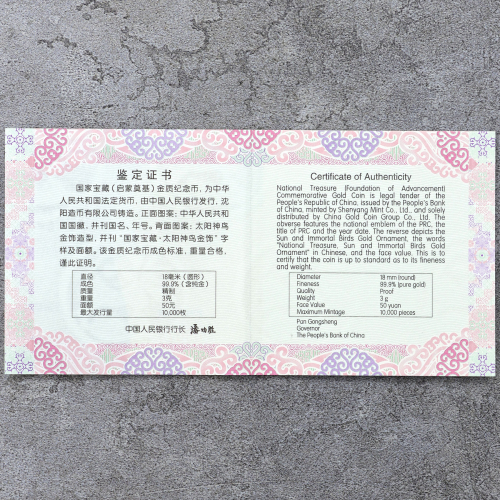 鉴定证书
国家宝藏（启蒙奠基）金质纪念币，为中华
人民共和国法定货币，由中国人民银行发行，沈
阳造币有限公司铸造。正面图案：中华人民共和
国国徽，并刊国名、年号。背面图案：太阳神鸟
金饰造型，并刊“国家宝藏·太阳神鸟金饰”字
样及面额。该金质纪念币成色标准，重量合格，
谨此证明。
直径 18毫米（圆形）
成色 99.9%（含纯金）
质量 精制
重量 3克
面额 50元
最大发行量 10,000枚
中国人民银行行长 潘功胜
Certificate of Authenticity
National Treasure (Foundation of Advancement)
Commemorative Gold Coin is legal tender of the
People's Republic of China, issued by the People's Bank
of China, minted by Shenyang Mint Co., Ltd., and solely
distributed by China Gold Coin Group Co., Ltd. The
obverse features the national emblem of the PRC, the
title of PRC and the year date. The reverse depicts the
Sun and Immortal Birds Gold Ornament, the words
"National Treasure, Sun and Immortal Birds Gold
Ornament" in Chinese, and the face value. This is to
certify that the coin is up to standard as to its fineness
and weight.
Diameter 18 mm (round)
Fineness 99.9% (pure gold)
Quality Proof
Weight 3 g
Face Value 50 yuan
Maximum Mintage 10,000 pieces
Pan Gongsheng
Governor
The People's Bank of China